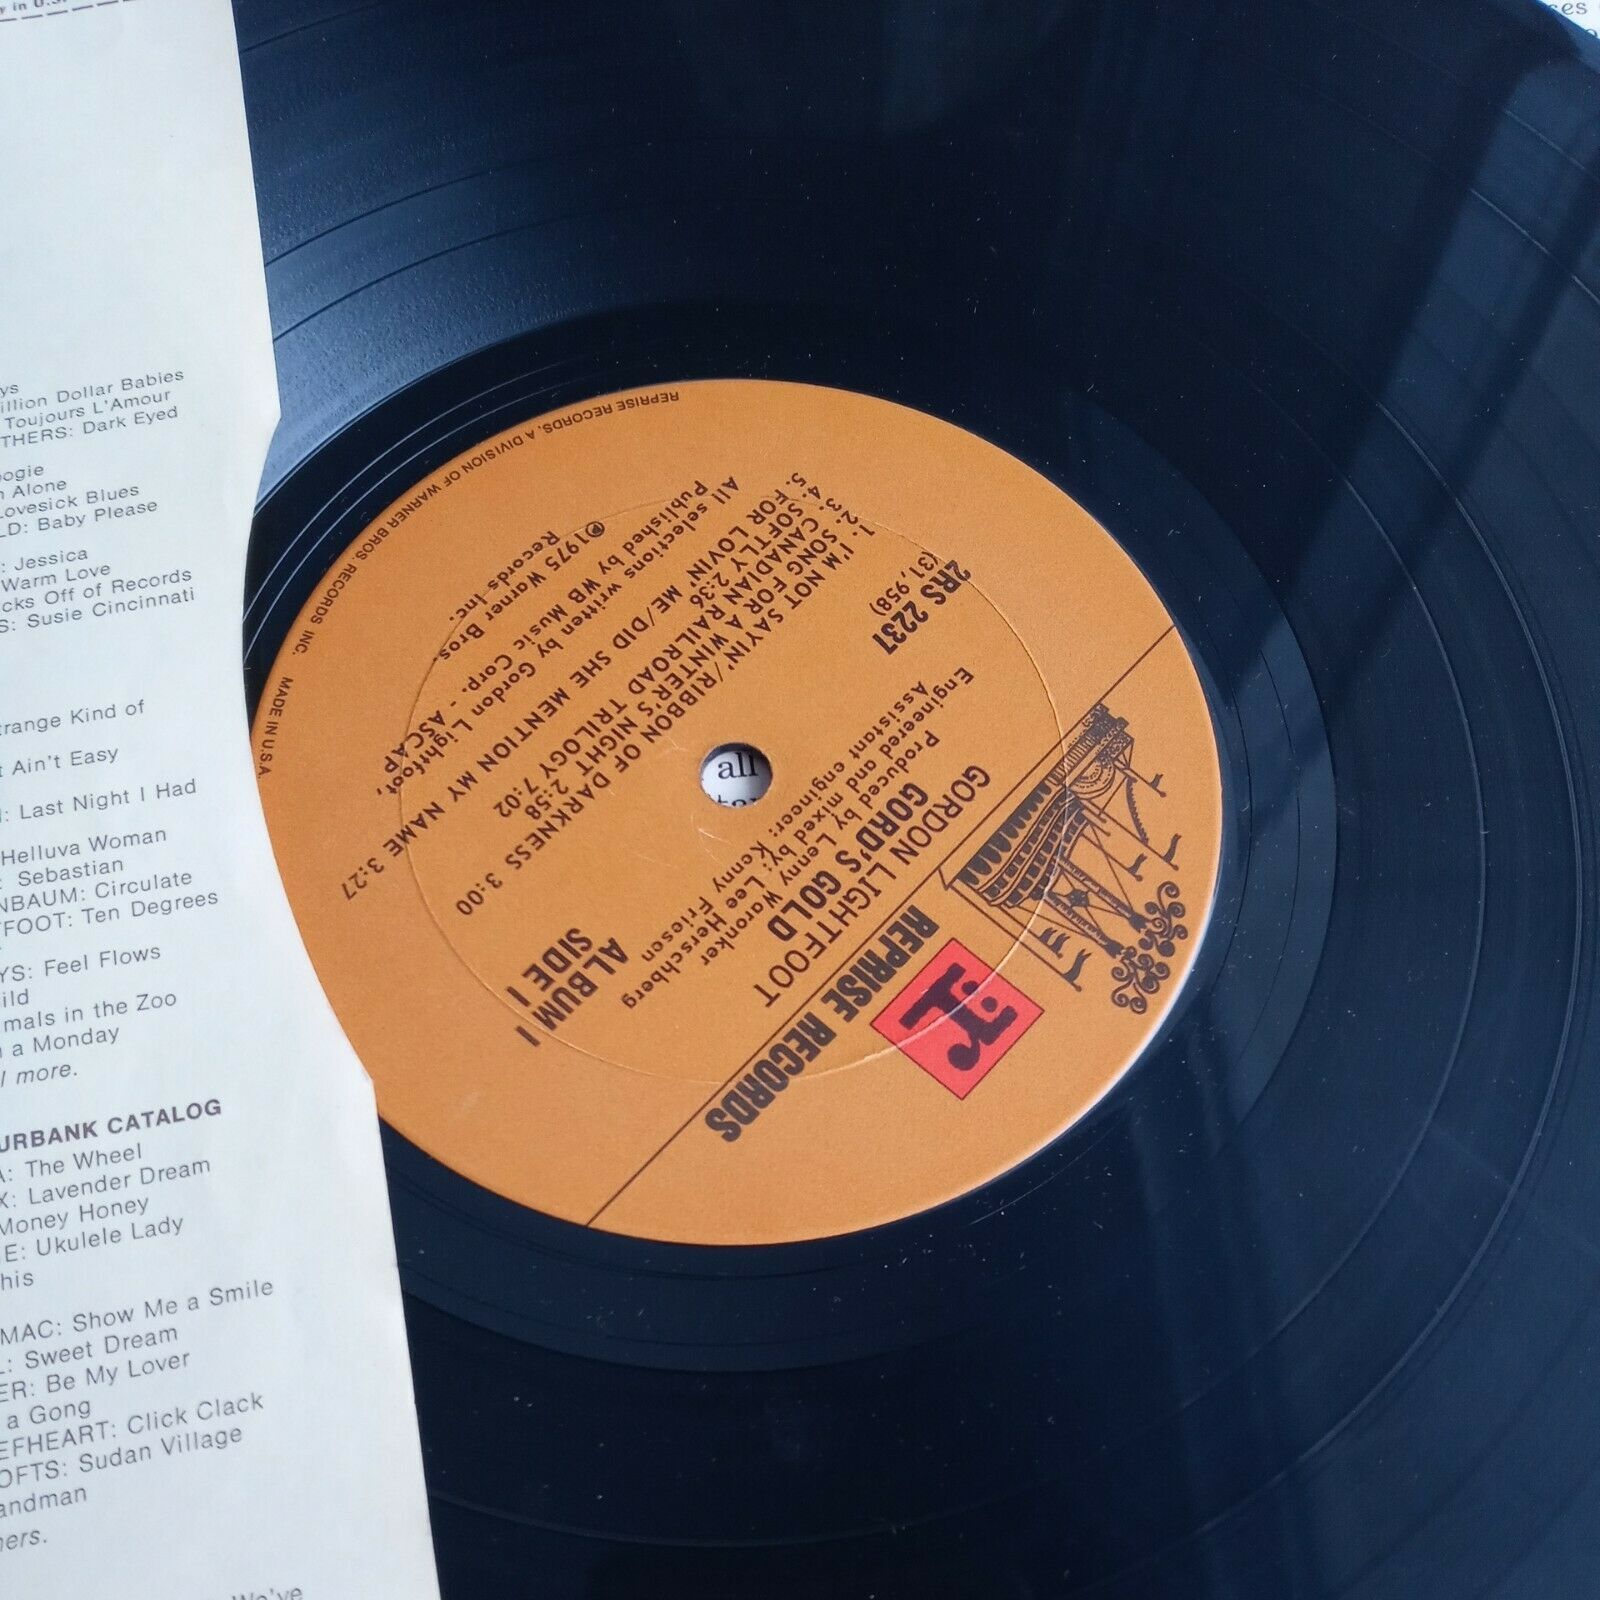 y in U.S.
ys
illion Dollar Babies
Toujours L'Amour
THERS: Dark Eyed
oogie
n Alone
Lovesick Blues
LD: Baby Please
: Jessica
Warm Love
cks Off of Records
S: Susie Cincinnati
trange Kind of
t Ain't Easy
: Last Night I Had
Helluva Woman
: Sebastian
NBAUM: Circulate
TFOOT: Ten Degrees
YS: Feel Flows
ild
mals in the Zoo
n a Monday
l more.
URBANK CATALOG
A: The Wheel
X: Lavender Dream
Money Honey
IE: Ukulele Lady
his
MAC: Show Me a Smile
L: Sweet Dream
ER: Be My Lover
a Gong
EFHEART: Click Clack
OFTS: Sudan Village
andman
hers.
We've
REPRISE RECORDS
GORDON LIGHTFOOT
GORD'S GOLD
Produced by Lenny Waronker
Engineered and mixed by: Lee Herschberg
Assistant engineer: Kenny Frieson
2RS 2237
(31,958)
ALBUM I
SIDE I
1. I'M NOT SAYIN'/RIBBON OF DARKNESS 3:00
2. SONG FOR A WINTER'S NIGHT 2:58
3. CANADIAN RAILROAD TRILOGY 7:02
4. SOFTLY 2:36
5. FOR LOVIN' ME/DID SHE MENTION MY NAME 3:27
All selections written by Gordon Lightfoot,
Published by WB Music Corp. - ASCAP
℗1975 Warner Bros.
Records Inc.
REPRISE RECORDS, A DIVISION OF WARNER BROS. RECORDS INC. MADE IN U.S.A.
all